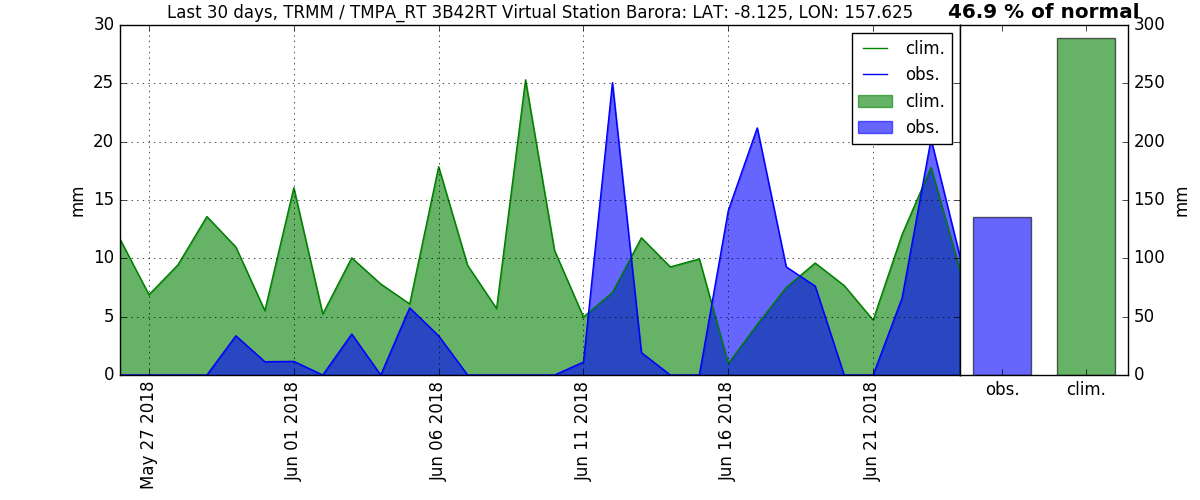 Last 30 days, TRMM / TMPA_RT 3B42RT Virtual Station Barora: LAT: -8.125, LON: 157.625
46.9 % of normal
30
25
20
15
10
5
0
mm
clim.
obs.
clim.
obs.
300
250
200
150
100
50
0
mm
May 27 2018
Jun 01 2018
Jun 06 2018
Jun 11 2018
Jun 16 2018
Jun 21 2018
obs.
clim.